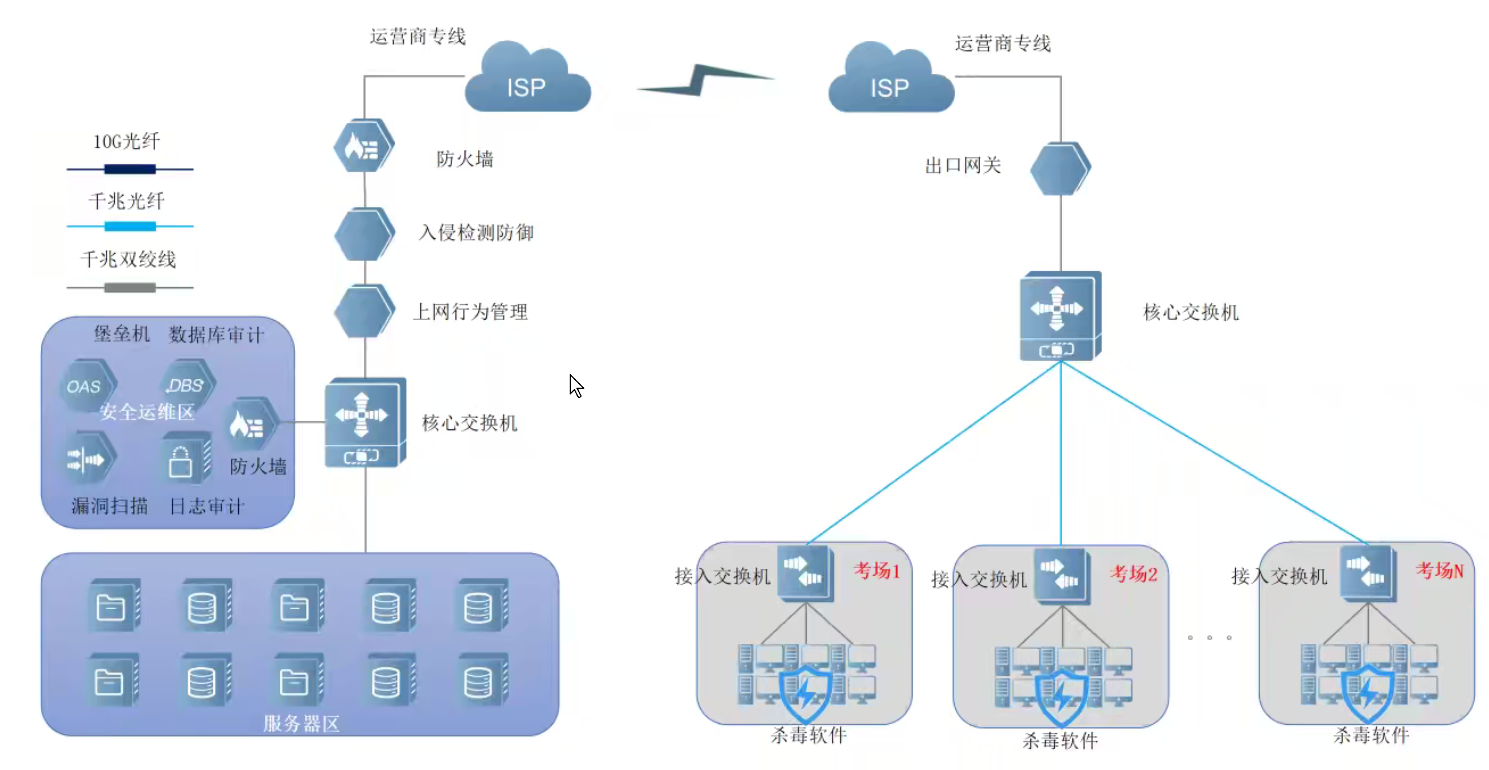 运营商专线
ISP
ISP
运营商专线
10G光纤
千兆光纤
千兆双绞线
防火墙
入侵检测防御
上网行为管理
核心交换机
堡垒机
数据库审计
OAS
DBS
安全运维区
防火墙
漏洞扫描
日志审计
服务器区
出口网关
核心交换机
接入交换机
考场1
杀毒软件
接入交换机
考场2
杀毒软件
。。。
接入交换机
考场N
杀毒软件